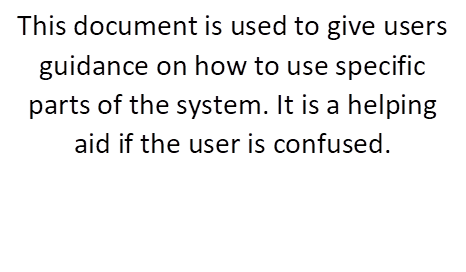 This document is used to give users
guidance on how to use specific
parts of the system. It is a helping
aid if the user is confused.